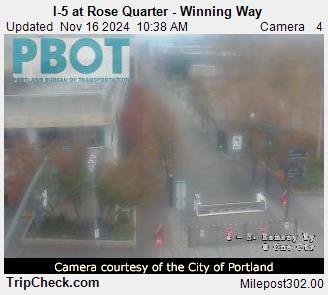 I-5 at Rose Quarter - Winning Way
Updated Nov 16 2024 10:38 AM Camera 4
PBOT
PORTLAND BUREAU OF TRANSPORTATION
Camera courtesy of the City of Portland
TripCheck.com Milepost302.00